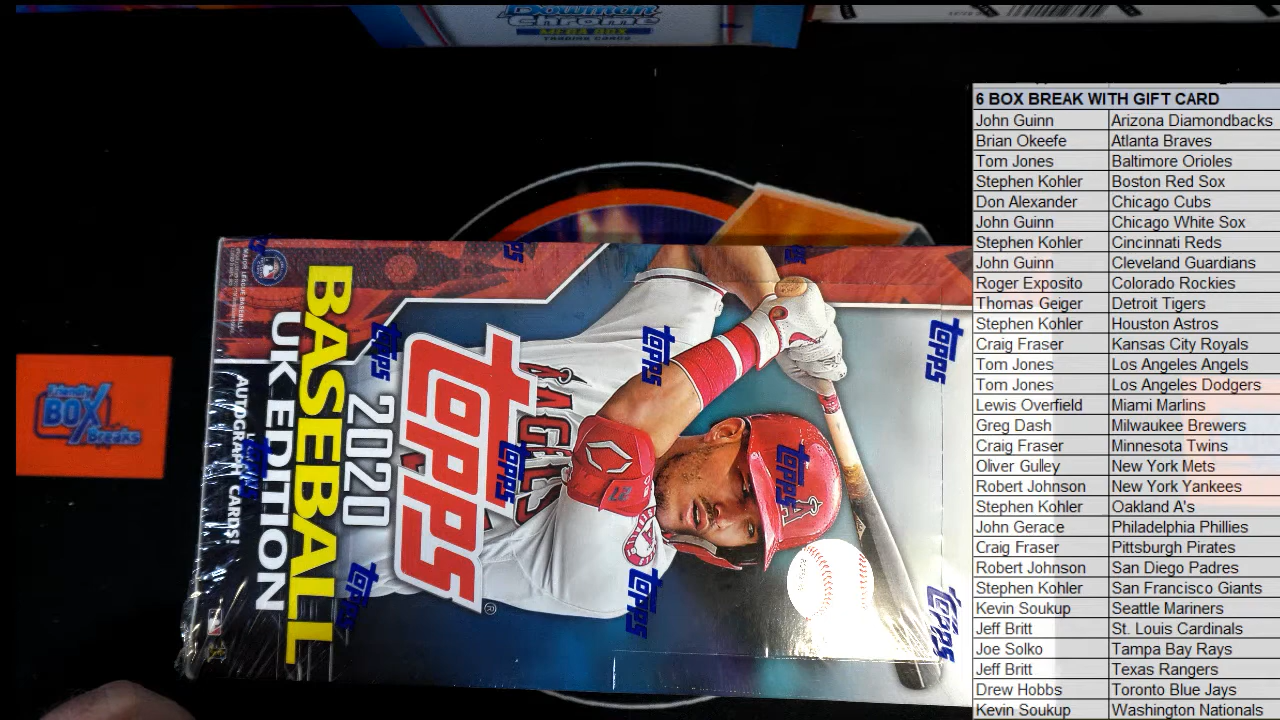 Bowman
Chrome
MEGA BOX
TRADING CARDS
BOX
Breaks
BASEBALL
UK EDITION
AUTOGRAPH CARDS!
2020
Topps
®
Topps
Topps
Topps
Topps
Topps
Topps
Topps
Topps
27
A
6 BOX BREAK WITH GIFT CARD
John Guinn Arizona Diamondbacks
Brian Okeefe Atlanta Braves
Tom Jones Baltimore Orioles
Stephen Kohler Boston Red Sox
Don Alexander Chicago Cubs
John Guinn Chicago White Sox
Stephen Kohler Cincinnati Reds
John Guinn Cleveland Guardians
Roger Exposito Colorado Rockies
Thomas Geiger Detroit Tigers
Stephen Kohler Houston Astros
Craig Fraser Kansas City Royals
Tom Jones Los Angeles Angels
Tom Jones Los Angeles Dodgers
Lewis Overfield Miami Marlins
Greg Dash Milwaukee Brewers
Craig Fraser Minnesota Twins
Oliver Gulley New York Mets
Robert Johnson New York Yankees
Stephen Kohler Oakland A's
John Gerace Philadelphia Phillies
Craig Fraser Pittsburgh Pirates
Robert Johnson San Diego Padres
Stephen Kohler San Francisco Giants
Kevin Soukup Seattle Mariners
Jeff Britt St. Louis Cardinals
Joe Solko Tampa Bay Rays
Jeff Britt Texas Rangers
Drew Hobbs Toronto Blue Jays
Kevin Soukup Washington Nationals